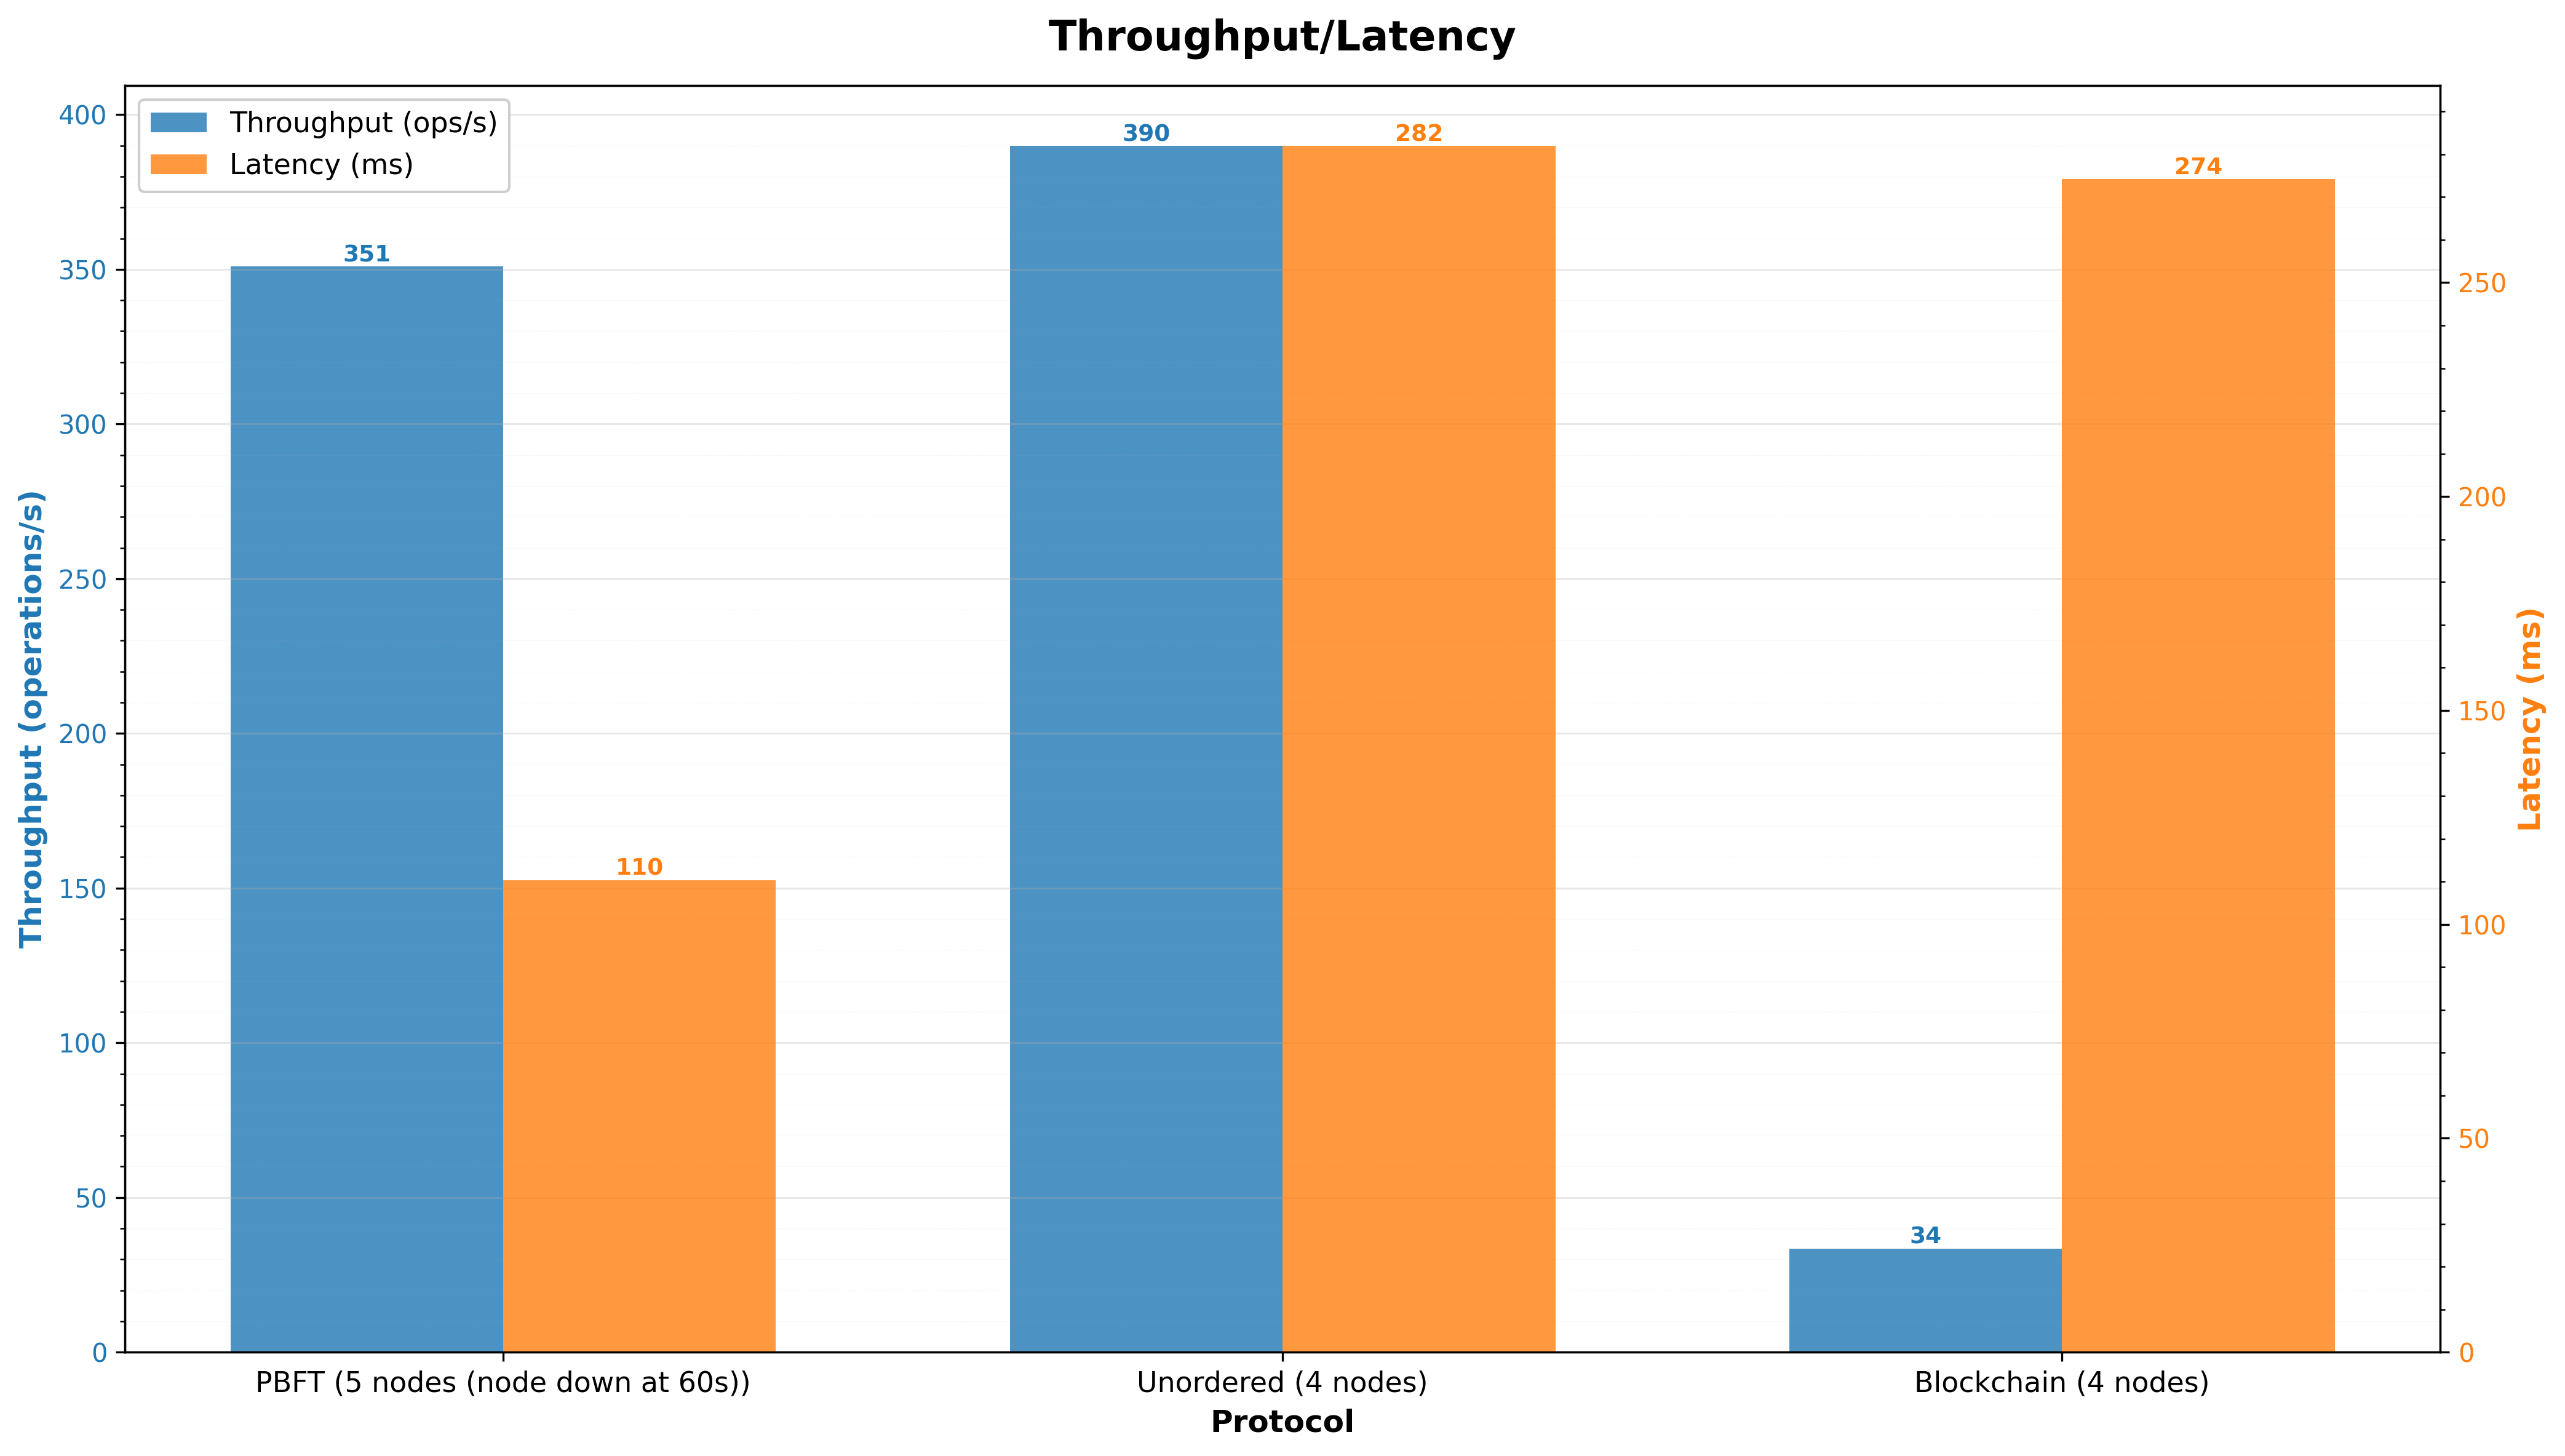 Throughput/Latency
Throughput (ops/s)
Latency (ms)
400
350
300
250
200
150
100
50
0
Throughput (operations/s)
351
110
390
282
34
274
250
200
150
100
50
0
Latency (ms)
PBFT (5 nodes (node down at 60s))
Unordered (4 nodes)
Blockchain (4 nodes)
Protocol